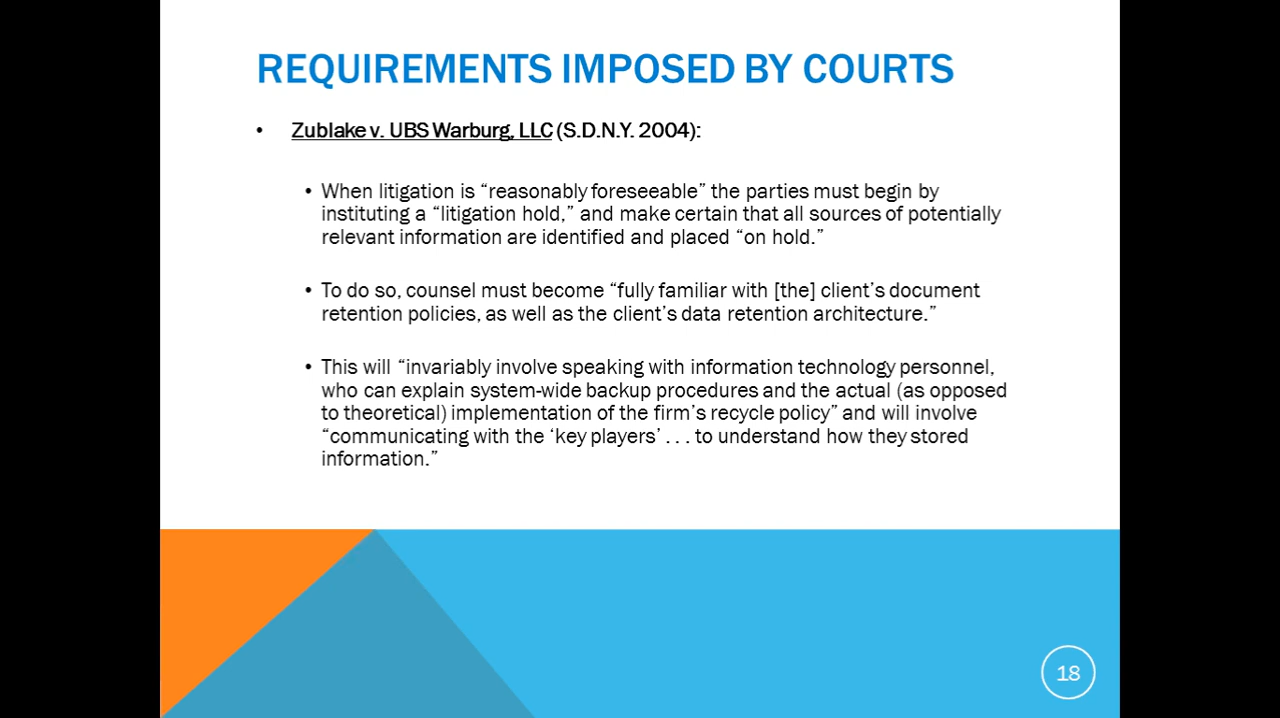 REQUIREMENTS IMPOSED BY COURTS
• Zublake v. UBS Warburg, LLC (S.D.N.Y. 2004):
• When litigation is “reasonably foreseeable” the parties must begin by
instituting a “litigation hold,” and make certain that all sources of potentially
relevant information are identified and placed “on hold.”
• To do so, counsel must become “fully familiar with [the] client’s document
retention policies, as well as the client’s data retention architecture.”
• This will “invariably involve speaking with information technology personnel,
who can explain system-wide backup procedures and the actual (as opposed
to theoretical) implementation of the firm’s recycle policy” and will involve
“communicating with the ‘key players’ . . . to understand how they stored
information.”
18